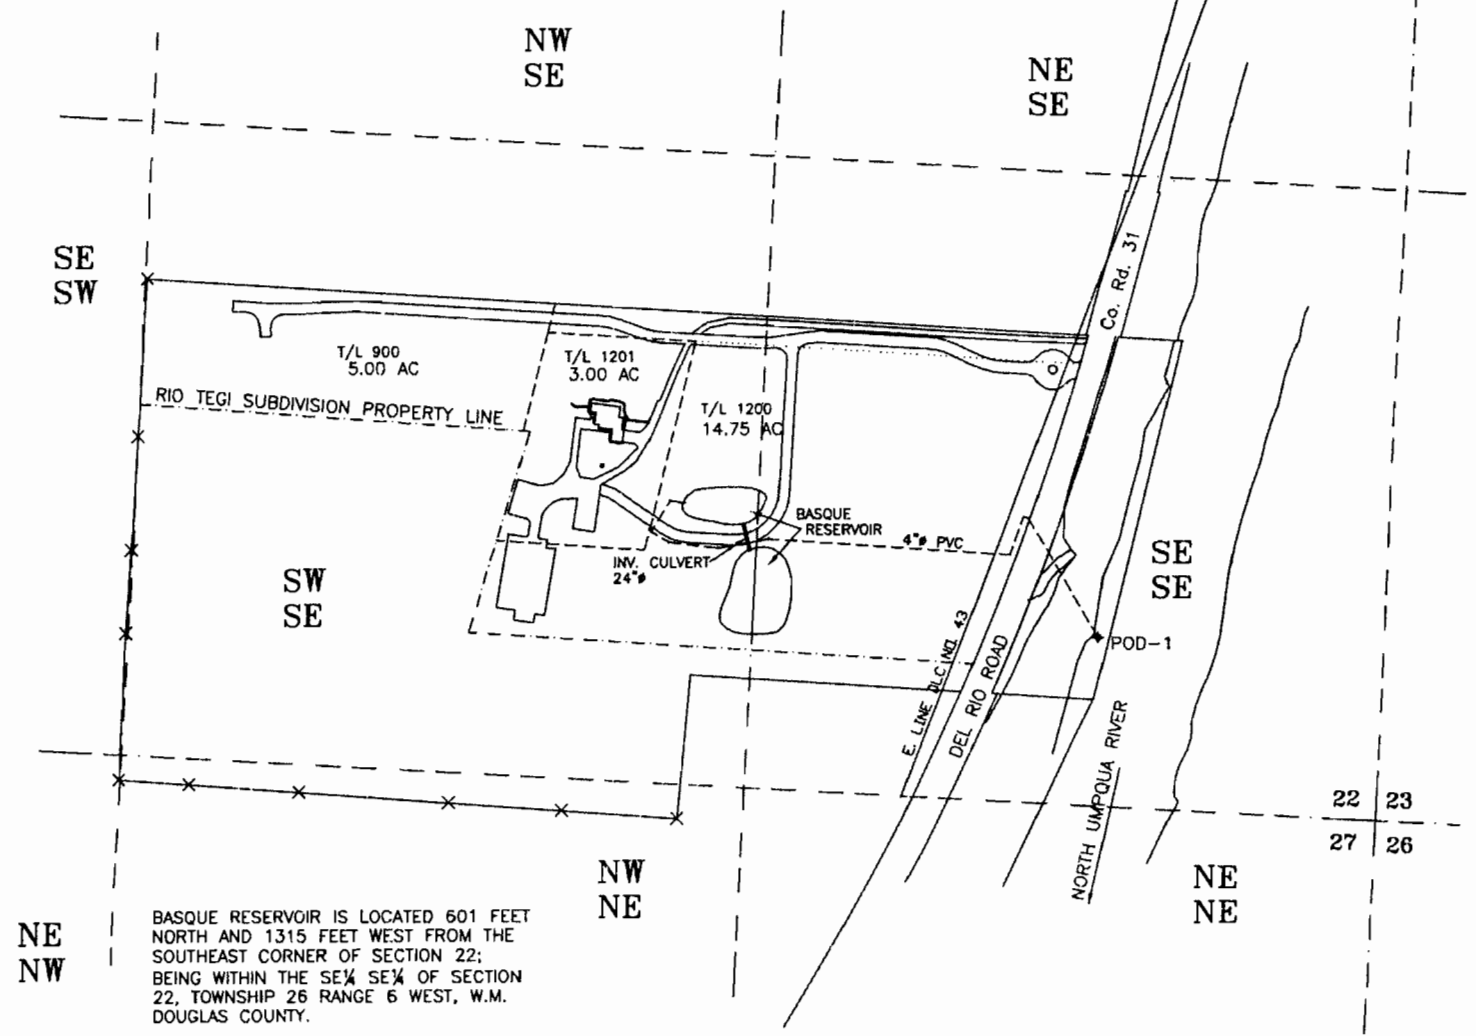 NW
SE
NE
SE
SE
SW
Co. Rd. 31
T/L 900
5.00 AC
T/L 1201
3.00 AC
RIO TEGI SUBDIVISION PROPERTY LINE
T/L 1200
14.75 AC
BASQUE
RESERVOIR
4"ø PVC
INV. CULVERT
24"ø
SW
SE
SE
SE
E. LINE DLC NO. 43
DEL RIO ROAD
POD-1
NORTH UMPQUA RIVER
22 23
27 26
NW
NE
NE
NE
NE
NW
BASQUE RESERVOIR IS LOCATED 601 FEET
NORTH AND 1315 FEET WEST FROM THE
SOUTHEAST CORNER OF SECTION 22;
BEING WITHIN THE SE¼ SE¼ OF SECTION
22, TOWNSHIP 26 RANGE 6 WEST, W.M.
DOUGLAS COUNTY.